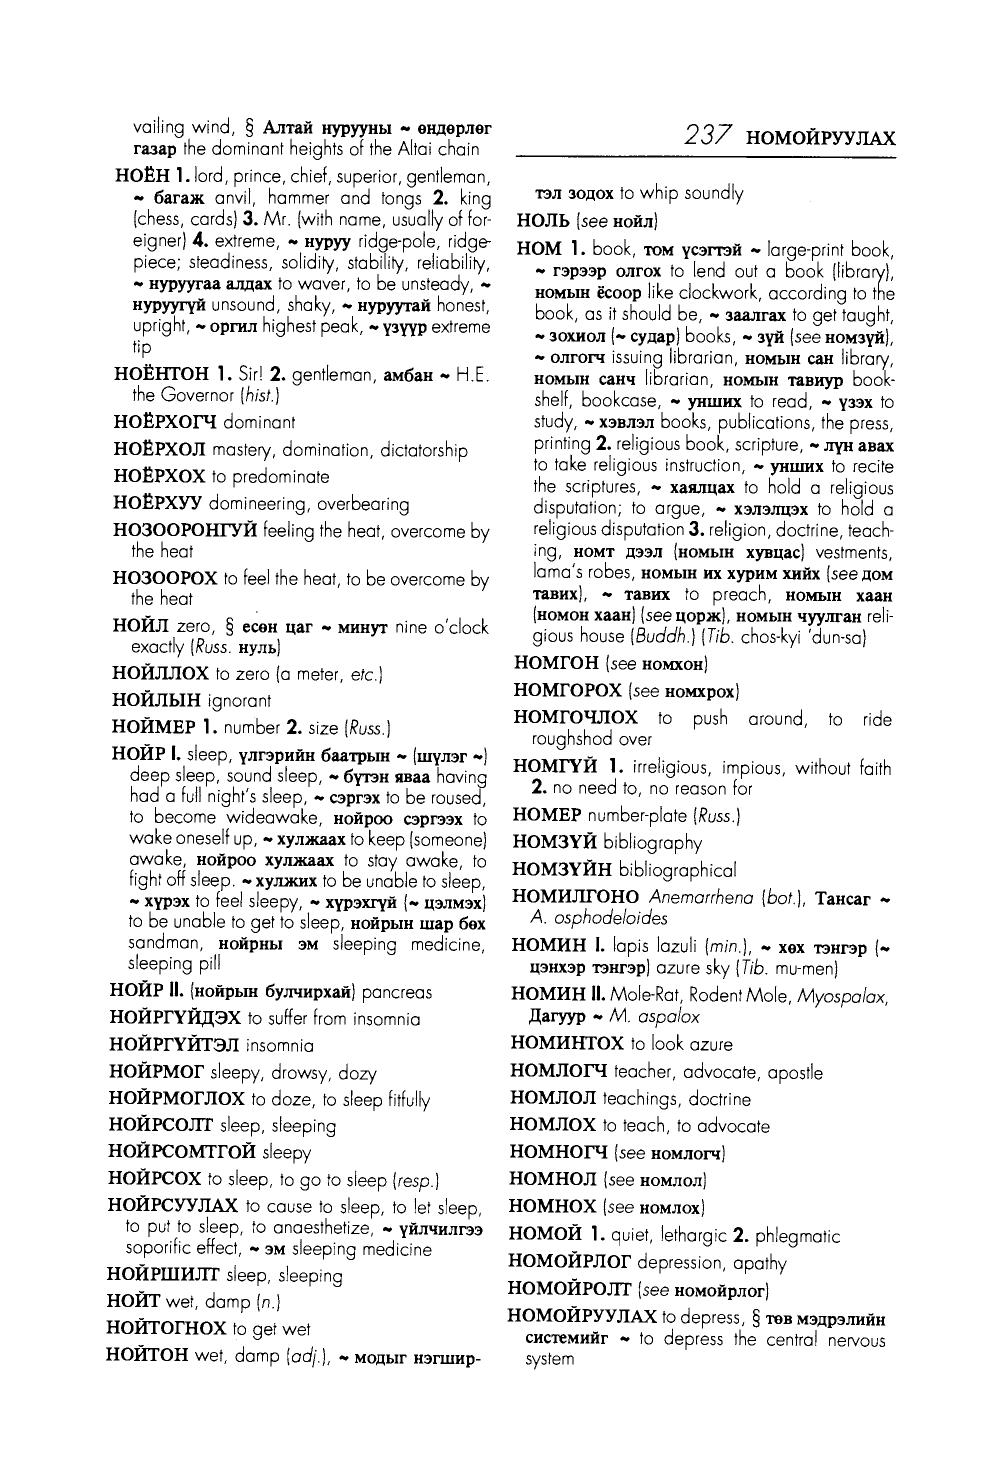 vailing wind, § Алтай нурууны ~ өндөрлөг
газар the dominant heights of the Altai chain
НОЁН 1. lord, prince, chief, superior, gentleman,
~ багаж anvil, hammer and tongs 2. king
(chess, cards) 3. Mr. (with name, usually of for-
eigner) 4. extreme, ~ нуруу ridge-pole, ridge-
piece; steadiness, solidity, stability, reliability,
~ нуруугаа алдах to waver, to be unsteady, ~
нуруугүй unsound, shaky, ~ нуруутай honest,
upright, ~ оргил highest peak, ~ үзүүр extreme
tip
НОЁНТОН 1. Sir! 2. gentleman, амбан ~ H.E.
the Governor (hist.)
НОЁРХОГЧ dominant
НОЁРХОЛ mastery, domination, dictatorship
НОЁРХОХ to predominate
НОЁРХУУ domineering, overbearing
НОЗООРОНГУЙ feeling the heat, overcome by
the heat
НОЗООРОХ to feel the heat, to be overcome by
the heat
НОЙЛ zero, § есөн цаг ~ минут nine o'clock
exactly (Russ. нуль)
НОЙЛЛОХ to zero (a meter, etc.)
НОЙЛЫН ignorant
НОЙМЕР 1. number 2. size (Russ.)
НОЙР I. sleep, үлгэрийн баатрын ~ (шүлэг ~)
deep sleep, sound sleep, ~ бүтэн яваа having
had a full night's sleep, ~ сэргэх to be roused,
to become wideawake, нойроо сэргээх to
wake oneself up, ~ хулжаах to keep (someone)
awake, нойроо хулжаах to stay awake, to
fight off sleep. ~ хулжих to be unable to sleep,
~ хүрэх to feel sleepy, ~ хүрэхгүй (~ цэлмэх)
to be unable to get to sleep, нойрын шар бөх
sandman, нойрны эм sleeping medicine,
sleeping pill
НОЙР II. (нойрын булчирхай) pancreas
НОЙРГҮЙДЭХ to suffer from insomnia
НОЙРГҮЙТЭЛ insomnia
НОЙРМОГ sleepy, drowsy, dozy
НОЙРМОГЛОХ to doze, to sleep fitfully
НОЙРСОЛТ sleep, sleeping
НОЙРСОМТГОЙ sleepy
НОЙРСОХ to sleep, to go to sleep (resp.)
НОЙРСУУЛАХ to cause to sleep, to let sleep,
to put to sleep, to anaesthetize, ~ үйлчилгээ
soporific effect, ~ эм sleeping medicine
НОЙРШИЛТ sleep, sleeping
НОЙТ wet, damp (n.)
НОЙТОГНОХ to get wet
НОЙТОН wet, damp (adj.), ~ модыг нэгшир-
237 НОМОЙРУУЛАХ
тэл зодох to whip soundly
НОЛЬ (see нойл)
НОМ 1. book, том үсэгтэй ~ large-print book,
~ гэрээр олгох to lend out a book (library),
номын ёсоор like clockwork, according to the
book, as it should be, ~ заалгах to get taught,
~ зохиол (~ судар) books, ~ зүй (see номзүй),
~ олгогч issuing librarian, номын сан library,
номын санч librarian, номын тавиур book-
shelf, bookcase, ~ унших to read, ~ үзэх to
study, ~ хэвлэл books, publications, the press,
printing 2. religious book, scripture, ~ лүн авах
to take religious instruction, ~ унших to recite
the scriptures, ~ хаялцах to hold a religious
disputation; to argue, ~ хэлэлцэх to hold a
religious disputation 3. religion, doctrine, teach-
ing, номт дээл (номын хувцас) vestments,
lama's robes, номын их хурим хийх (see дом
тавих), ~ тавих to preach, номын хаан
(номон хаан) (see цорж), номын чуулган reli-
gious house (Buddh.) (Tib. chos-kyi 'dun-sa)
НОМГОН (see номхон)
НОМГОРОХ (see номхрох)
НОМГОЧЛОХ to push around, to ride
roughshod over
НОМГҮЙ 1. irreligious, impious, without faith
2. no need to, no reason for
НОМЕР number-plate (Russ.)
НОМЗҮЙ bibliography
НОМЗҮЙН bibliographical
НОМИЛГОНО Anemarrhena (bot.), Тансаг ~
A. osphodeloides
НОМИН I. lapis lazuli (min.), ~ хөх тэнгэр (~
цэнхэр тэнгэр) azure sky (Tib. mu-men)
НОМИН II. Mole-Rat, Rodent Mole, Myospalax,
Дагуур ~ M. aspalox
НОМИНТОХ to look azure
НОМЛОГЧ teacher, advocate, apostle
НОМЛОЛ teachings, doctrine
НОМЛОХ to teach, to advocate
НОМНОГЧ (see номлогч)
НОМНОЛ (see номлол)
НОМНОХ (see номлох)
НОМОЙ 1. quiet, lethargic 2. phlegmatic
НОМОЙРЛОГ depression, apathy
НОМОЙРОЛТ (see номойрлог)
НОМОЙРУУЛАХ to depress, § төв мэдрэлийн
системийг ~ to depress the central nervous
system